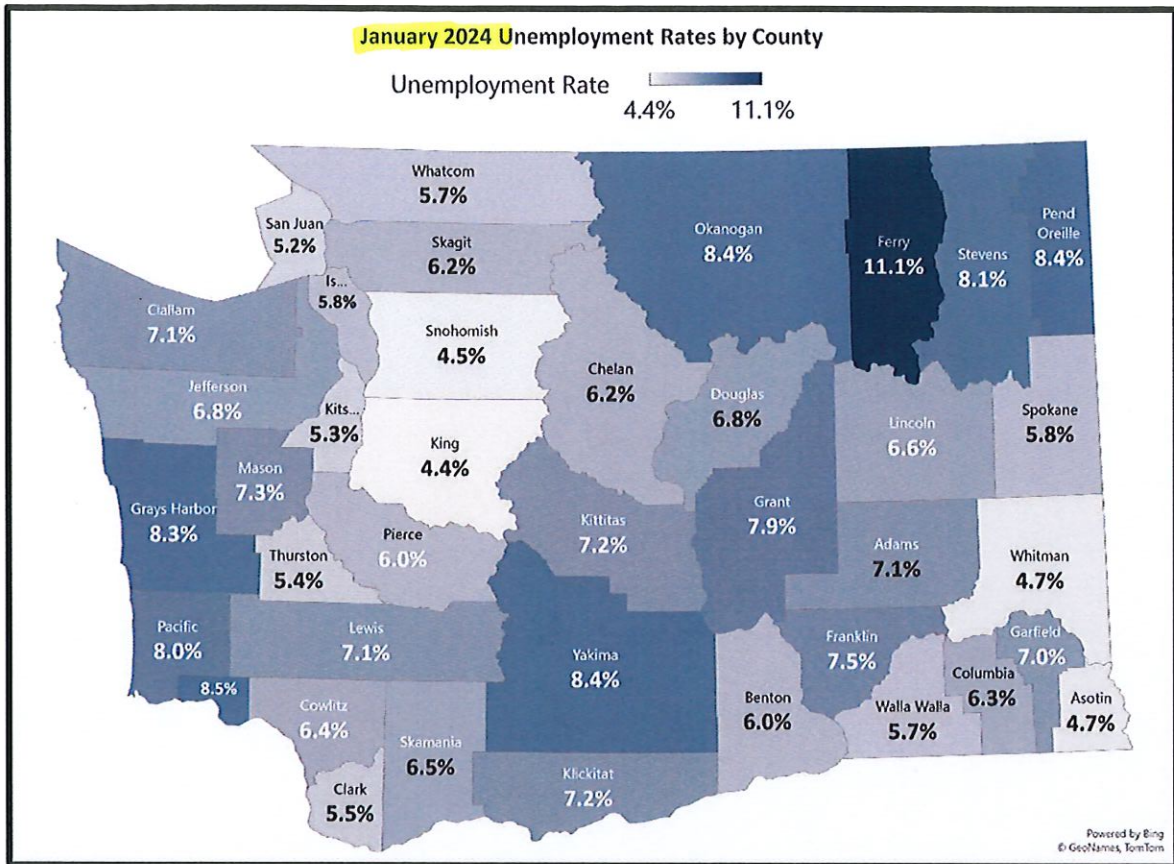 January 2024 Unemployment Rates by County
Unemployment Rate
4.4% 11.1%
Whatcom
5.7%
San Juan
5.2%
Skagit
6.2%
Is...
5.8%
Okanogan
8.4%
Ferry
11.1%
Stevens
8.1%
Pend
Oreille
8.4%
Clallam
7.1%
Snohomish
4.5%
Chelan
6.2%
Jefferson
6.8%
Kits...
5.3%
Douglas
6.8%
Lincoln
6.6%
Spokane
5.8%
King
4.4%
Mason
7.3%
Grays Harbor
8.3%
Grant
7.9%
Kittitas
7.2%
Pierce
6.0%
Thurston
5.4%
Adams
7.1%
Whitman
4.7%
Pacific
8.0%
Lewis
7.1%
Yakima
8.4%
Franklin
7.5%
Garfield
7.0%
8.5%
Cowlitz
6.4%
Benton
6.0%
Walla Walla
5.7%
Columbia
6.3%
Asotin
4.7%
Skamania
6.5%
Klickitat
7.2%
Clark
5.5%
Powered by Bing
© GeoNames, TomTom